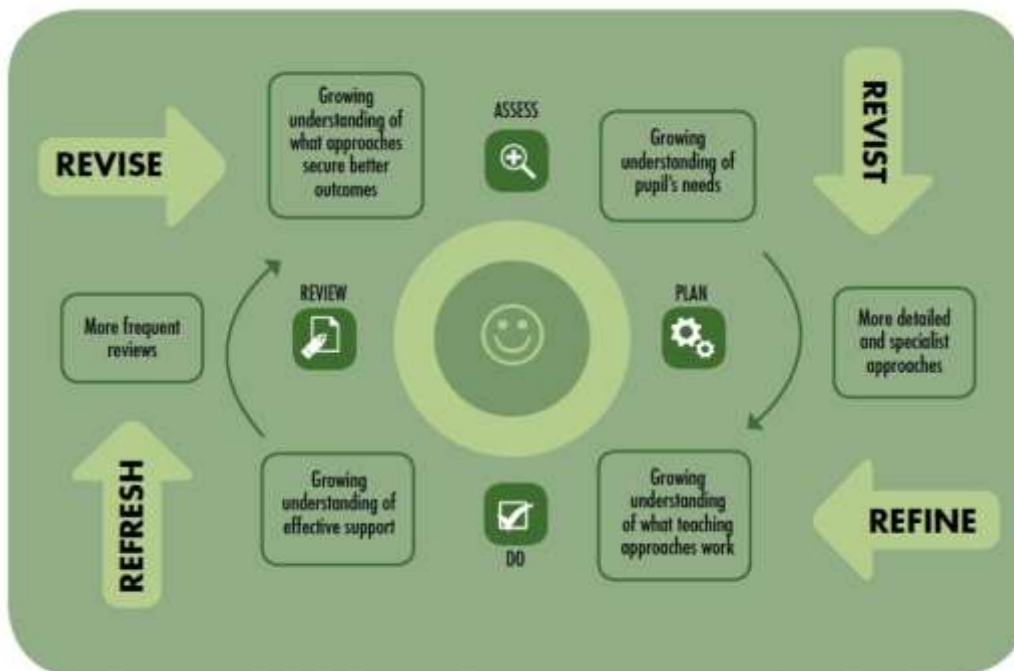 REVISE
Growing
understanding of
what approaches
secure better
outcomes
ASSESS
Growing
understanding of
pupil's needs
REVIST
More frequent
reviews
REVIEW
PLAN
More detailed
and specialist
approaches
REFRESH
Growing
understanding of
effective support
DO
Growing
understanding
of what teaching
approaches work
REFINE